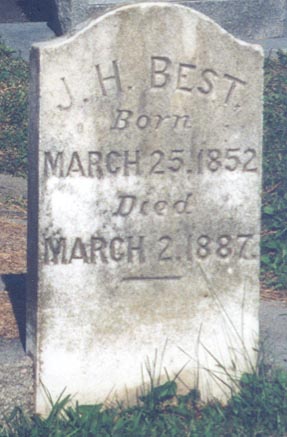 J. H. BEST.
Born
MARCH 25. 1852
Died
MARCH 2. 1887.